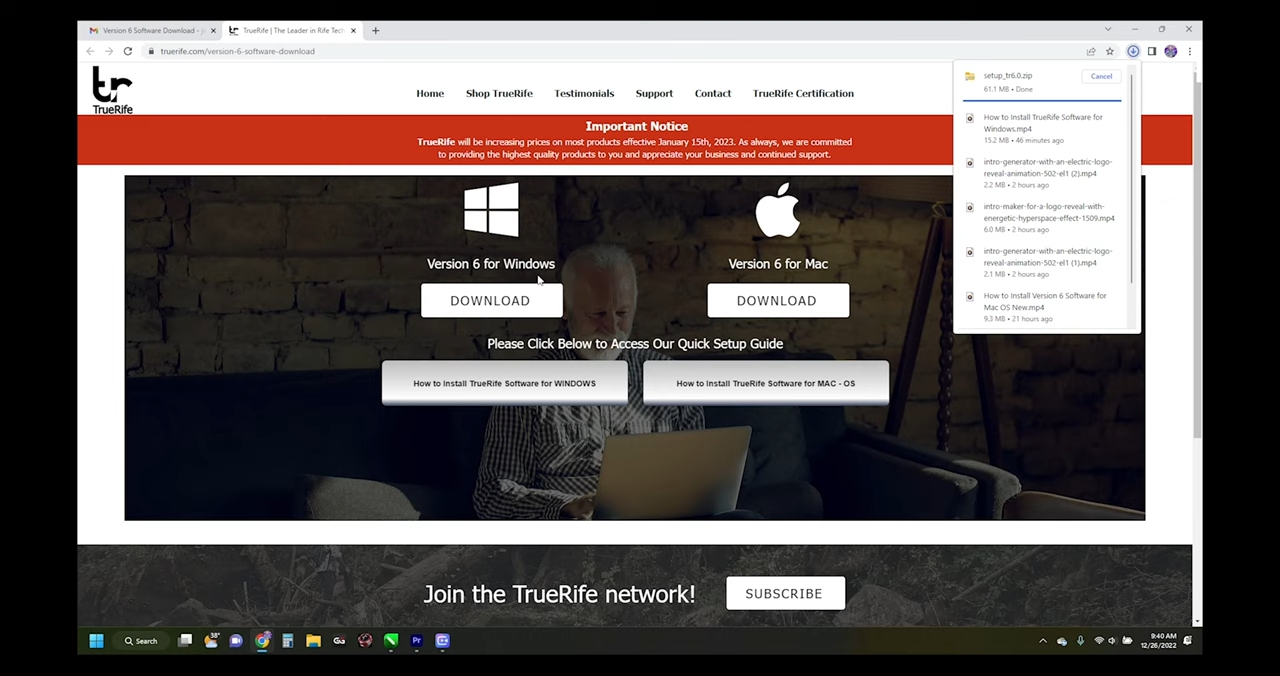 Version 6 Software Download - j
TrueRife | The Leader in Rife Tech
truerife.com/version-6-software-download
tr
TrueRife
Home
Shop TrueRife
Testimonials
Support
Contact
TrueRife Certification
setup_tr6.0.zip
Cancel
61.1 MB • Done
How to Install TrueRife Software for
Windows.mp4
15.2 MB • 46 minutes ago
intro-generator-with-an-electric-logo-
reveal-animation-502-el1 (2).mp4
2.2 MB • 2 hours ago
intro-maker-for-a-logo-reveal-with-
energetic-hyperspace-effect-1509.mp4
6.0 MB • 2 hours ago
intro-generator-with-an-electric-logo-
reveal-animation-502-el1 (1).mp4
2.1 MB • 2 hours ago
How to Install Version 6 Software for
Mac OS New.mp4
9.3 MB • 21 hours ago
Important Notice
TrueRife will be increasing prices on most products effective January 15th, 2023. As always, we are committed
to providing the highest quality products to you and appreciate your business and continued support.
Version 6 for Windows
Version 6 for Mac
DOWNLOAD
DOWNLOAD
Please Click Below to Access Our Quick Setup Guide
How to Install TrueRife Software for WINDOWS
How to Install TrueRife Software for MAC - OS
Join the TrueRife network!
SUBSCRIBE
Search
38°
Pr
9:40 AM
12/26/2022